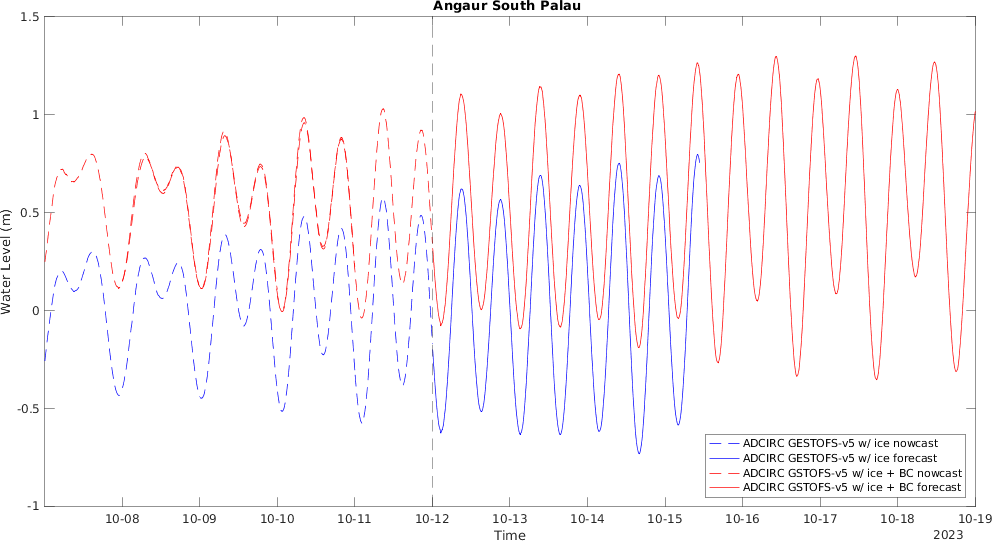 Angaur South Palau
1.5
1
0.5
0
-0.5
-1
Water Level (m)
10-08 10-09 10-10 10-11 10-12 10-13 10-14 10-15 10-16 10-17 10-18 10-19
Time
2023
ADCIRC GESTOFS-v5 w/ ice nowcast
ADCIRC GESTOFS-v5 w/ ice forecast
ADCIRC GSTOFS-v5 w/ ice + BC nowcast
ADCIRC GSTOFS-v5 w/ ice + BC forecast